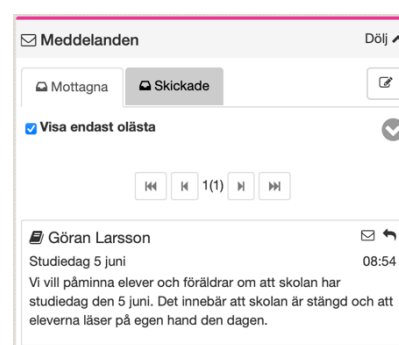 Meddelanden Dölj
Mottagna Skickade
Visa endast olästa
1(1)
Göran Larsson
Studiedag 5 juni 08:54
Vi vill påminna elever och föräldrar om att skolan har
studiedag den 5 juni. Det innebär att skolan är stängd och att
eleverna läser på egen hand den dagen.